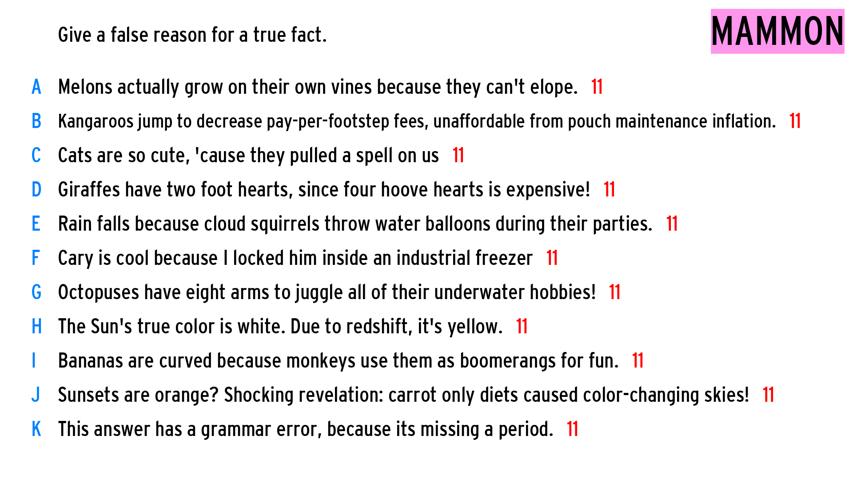 Give a false reason for a true fact.
MAMMON
A Melons actually grow on their own vines because they can't elope. 11
B Kangaroos jump to decrease pay-per-footstep fees, unaffordable from pouch maintenance inflation. 11
C Cats are so cute, 'cause they pulled a spell on us 11
D Giraffes have two foot hearts, since four hoove hearts is expensive! 11
E Rain falls because cloud squirrels throw water balloons during their parties. 11
F Cary is cool because I locked him inside an industrial freezer 11
G Octopuses have eight arms to juggle all of their underwater hobbies! 11
H The Sun's true color is white. Due to redshift, it's yellow. 11
I Bananas are curved because monkeys use them as boomerangs for fun. 11
J Sunsets are orange? Shocking revelation: carrot only diets caused color-changing skies! 11
K This answer has a grammar error, because its missing a period. 11